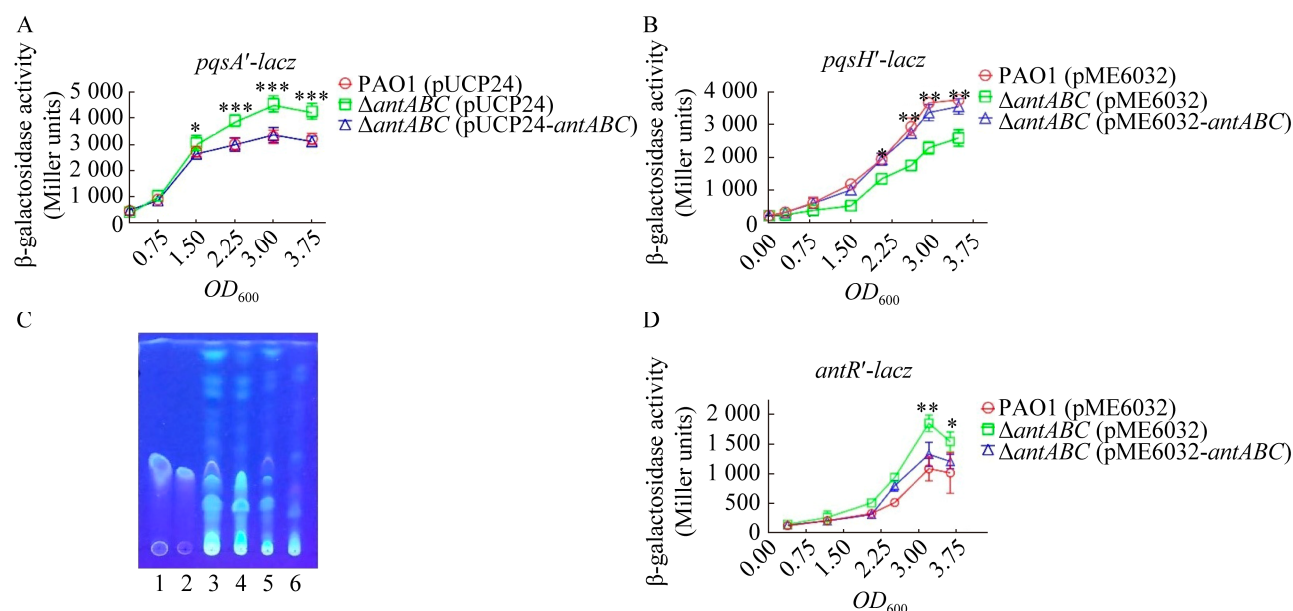 A
pqsA'-lacz
β-galactosidase activity
(Miller units)
5 000
4 000
3 000
2 000
1 000
0
*
***
***
***
0.75
1.50
2.25
3.00
3.75
OD600
PAO1 (pUCP24)
ΔantABC (pUCP24)
ΔantABC (pUCP24-antABC)
B
pqsH'-lacz
β-galactosidase activity
(Miller units)
4 000
3 000
2 000
1 000
0
*
**
**
**
0.00
0.75
1.50
2.25
3.00
3.75
OD600
PAO1 (pME6032)
ΔantABC (pME6032)
ΔantABC (pME6032-antABC)
C
1 2 3 4 5 6
D
antR'-lacz
β-galactosidase activity
(Miller units)
2 000
1 500
1 000
500
0
**
*
0.00
0.75
1.50
2.25
3.00
3.75
OD600
PAO1 (pME6032)
ΔantABC (pME6032)
ΔantABC (pME6032-antABC)